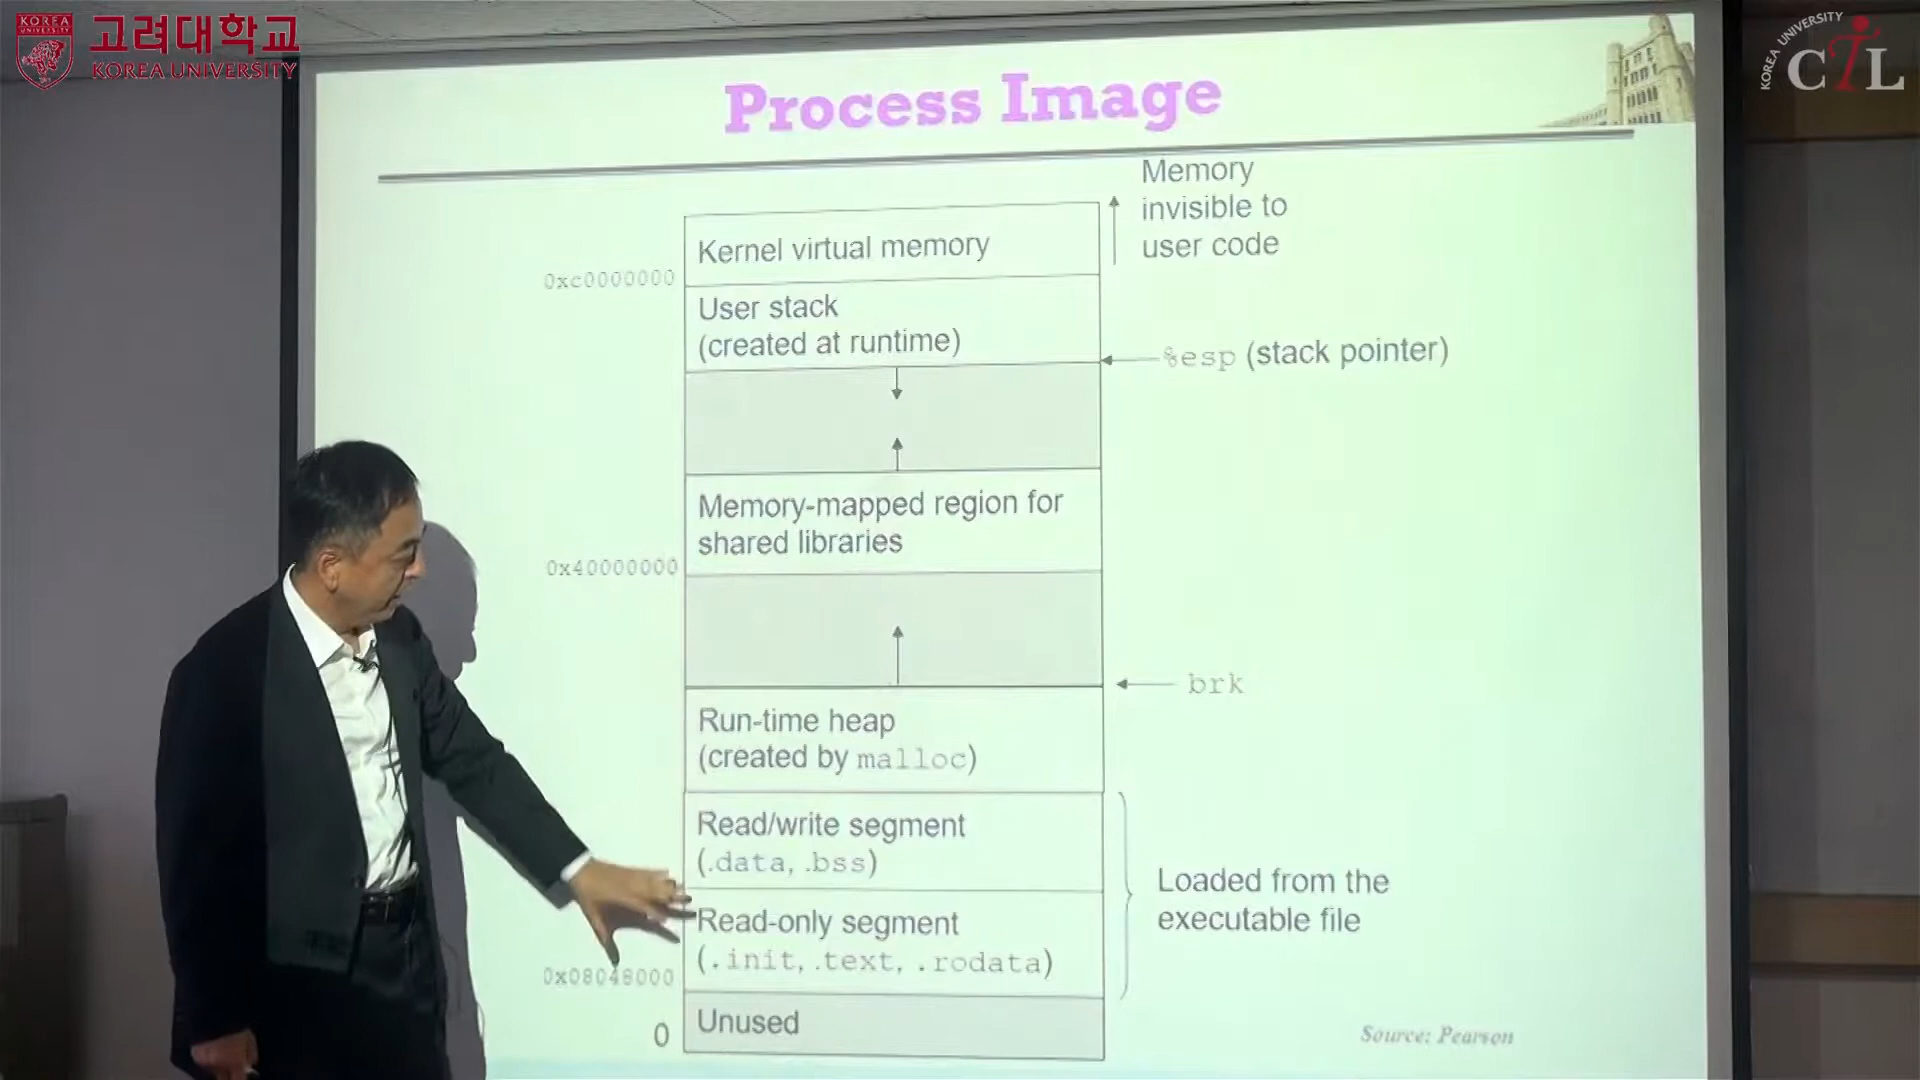 고려대학교
KOREA UNIVERSITY
KOREA
UNIVERSITY
KOREA UNIVERSITY
CTL
Process Image
Memory
invisible to
user code
Kernel virtual memory
0xc0000000
User stack
(created at runtime)
%esp (stack pointer)
Memory-mapped region for
shared libraries
0x40000000
brk
Run-time heap
(created by malloc)
Read/write segment
(.data, .bss)
Loaded from the
executable file
Read-only segment
(.init, .text, .rodata)
0x08048000
Unused
0
Source: Pearson